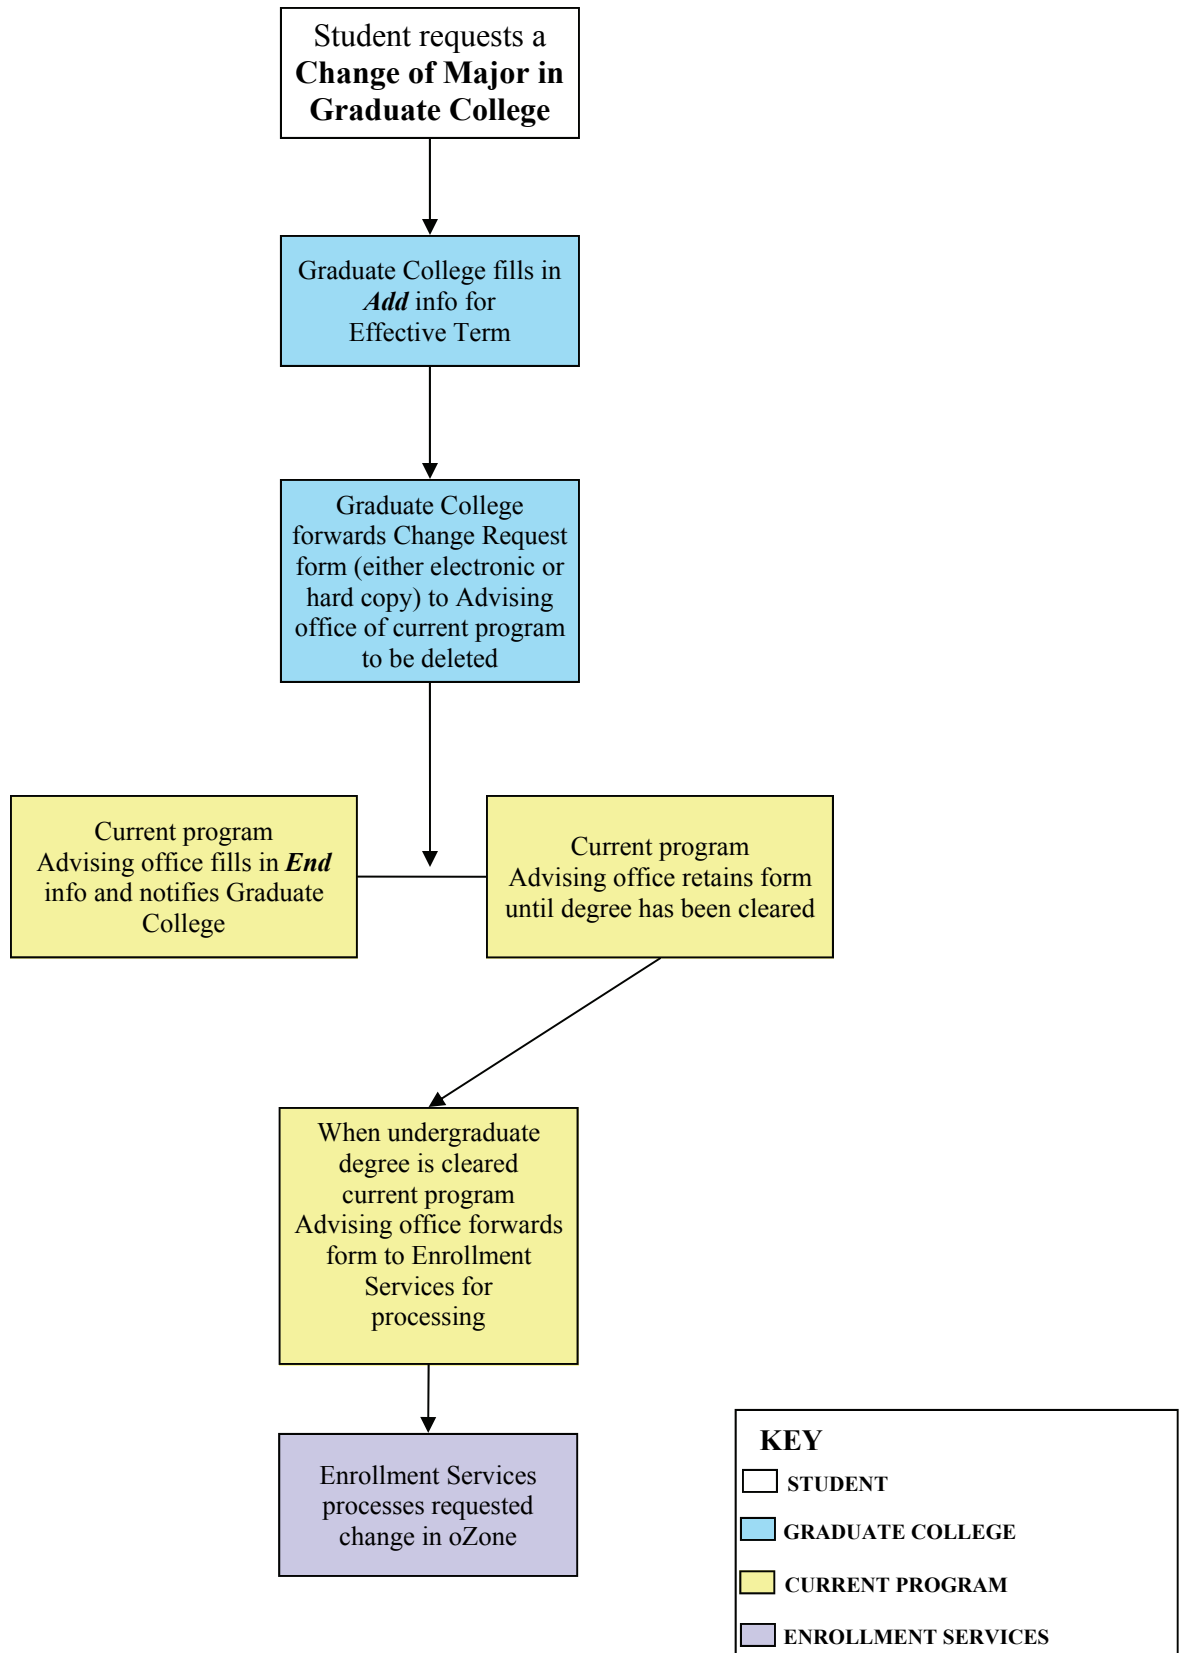 Student requests a
Change of Major in
Graduate College
Graduate College fills in
Add info for
Effective Term
Graduate College
forwards Change Request
form (either electronic or
hard copy) to Advising
office of current program
to be deleted
Current program
Advising office fills in End
info and notifies Graduate
College
Current program
Advising office retains form
until degree has been cleared
When undergraduate
degree is cleared
current program
Advising office forwards
form to Enrollment
Services for
processing
Enrollment Services
processes requested
change in oZone
KEY
STUDENT
GRADUATE COLLEGE
CURRENT PROGRAM
ENROLLMENT SERVICES